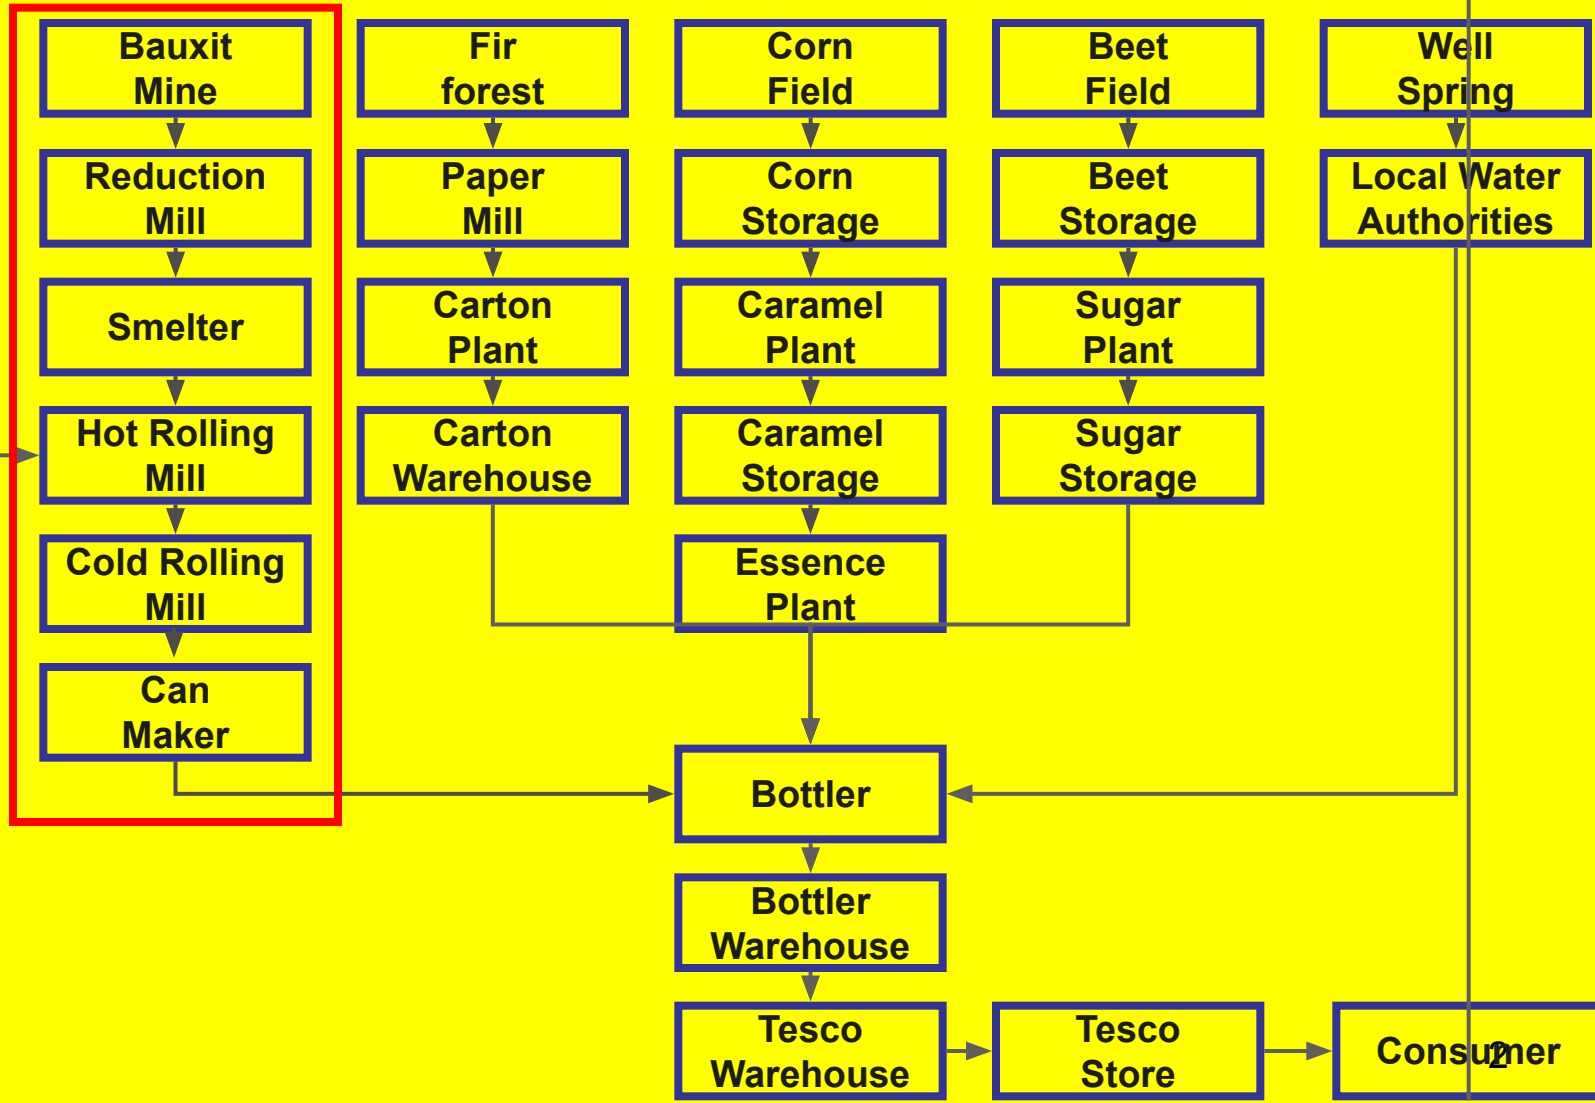 Bauxit
Mine
Reduction
Mill
Smelter
Hot Rolling
Mill
Cold Rolling
Mill
Can
Maker
Fir
forest
Paper
Mill
Carton
Plant
Carton
Warehouse
Corn
Field
Corn
Storage
Caramel
Plant
Caramel
Storage
Essence
Plant
Beet
Field
Beet
Storage
Sugar
Plant
Sugar
Storage
Well
Spring
Local Water
Authorities
Bottler
Bottler
Warehouse
Tesco
Warehouse
Tesco
Store
Consumer
2